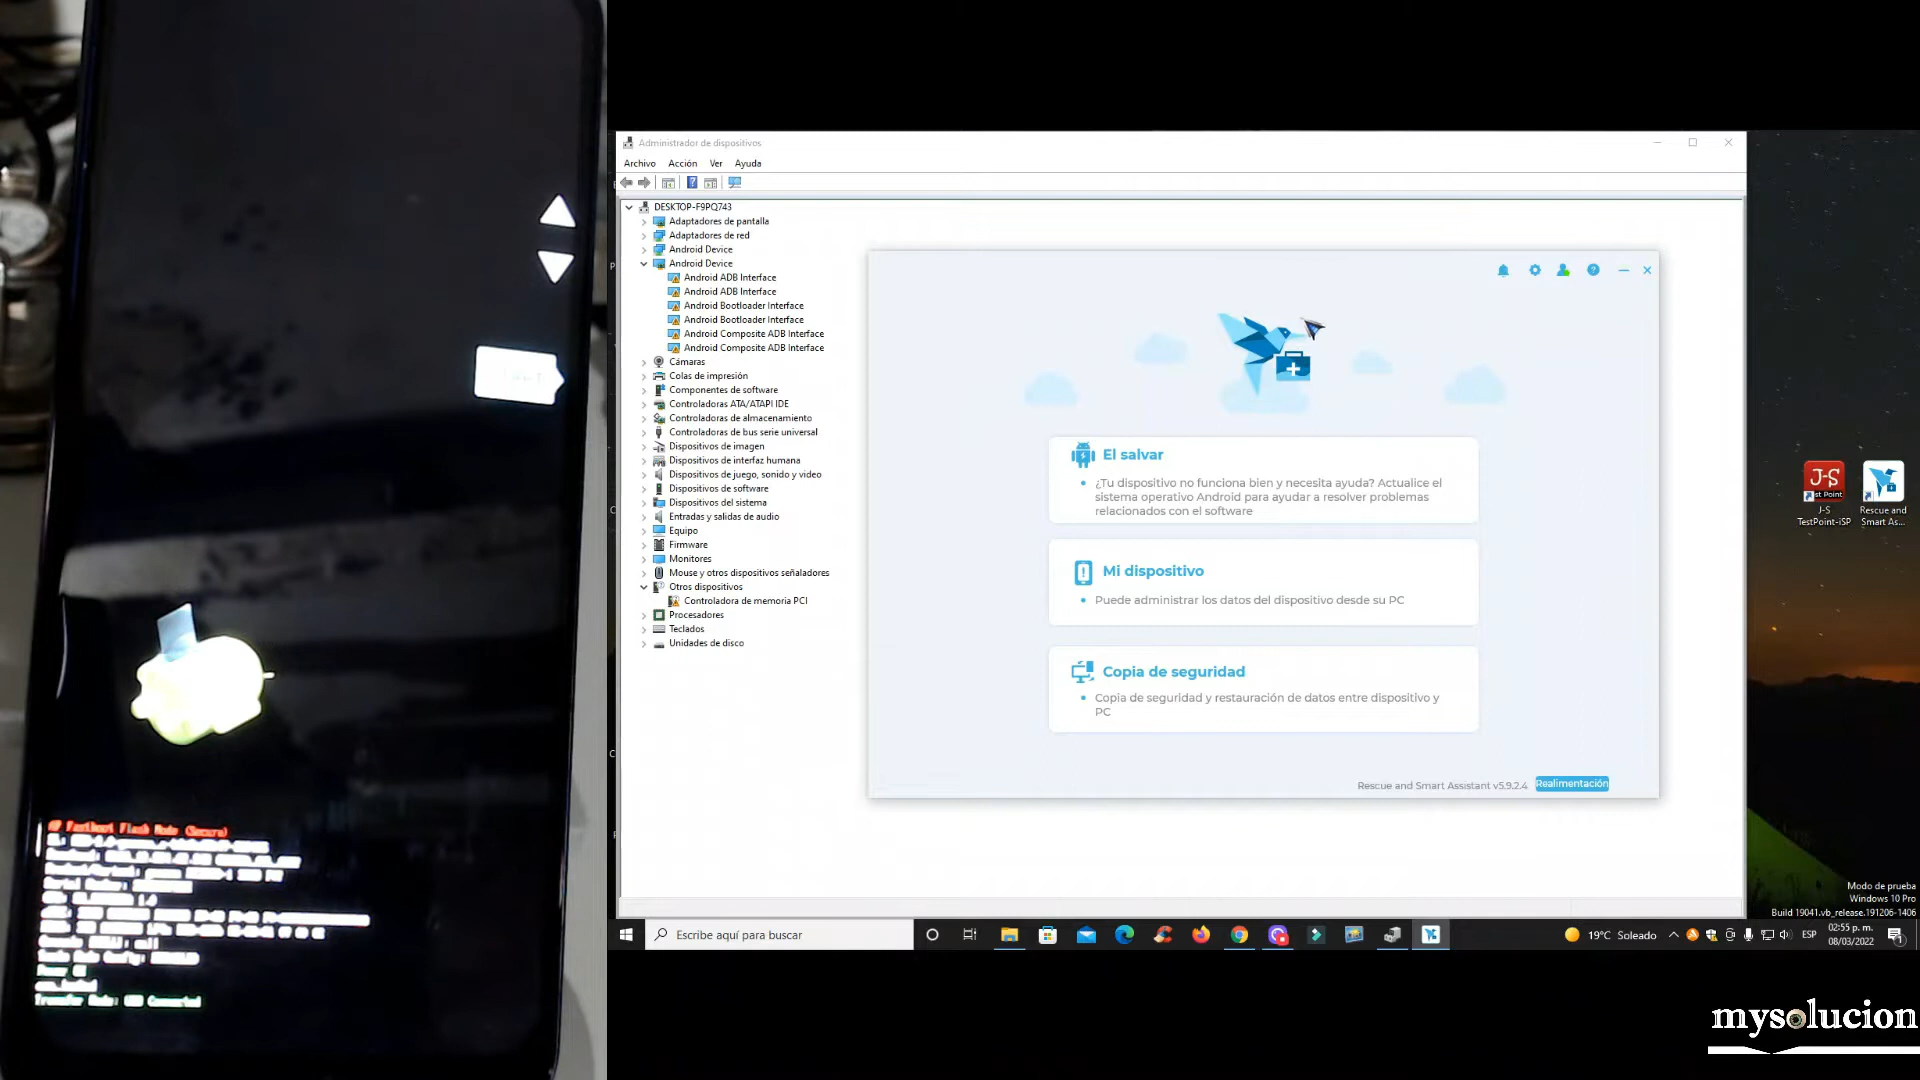 AP Fastboot Flash Mode (Secure)
Transfer Mode: USB Connected
Administrador de dispositivos
Archivo Acción Ver Ayuda
DESKTOP-F9PQ743
Adaptadores de pantalla
Adaptadores de red
Android Device
Android Device
Android ADB Interface
Android ADB Interface
Android Bootloader Interface
Android Bootloader Interface
Android Composite ADB Interface
Android Composite ADB Interface
Cámaras
Colas de impresión
Componentes de software
Controladoras ATA/ATAPI IDE
Controladoras de almacenamiento
Controladoras de bus serie universal
Dispositivos de imagen
Dispositivos de interfaz humana
Dispositivos de juego, sonido y video
Dispositivos de software
Dispositivos del sistema
Entradas y salidas de audio
Equipo
Firmware
Monitores
Mouse y otros dispositivos señaladores
Otros dispositivos
Controladora de memoria PCI
Procesadores
Teclados
Unidades de disco
El salvar
¿Tu dispositivo no funciona bien y necesita ayuda? Actualice el
sistema operativo Android para ayudar a resolver problemas
relacionados con el software
Mi dispositivo
Puede administrar los datos del dispositivo desde su PC
Copia de seguridad
Copia de seguridad y restauración de datos entre dispositivo y
PC
Rescue and Smart Assistant v5.9.2.4 Realimentación
J-S
st Point
J-S
TestPoint-iSP
Rescue and
Smart As...
Modo de prueba
Windows 10 Pro
Build 19041.vb_release.191206-1406
Escribe aquí para buscar
19°C Soleado
ESP
02:55 p. m.
08/03/2022
1
mysolucion